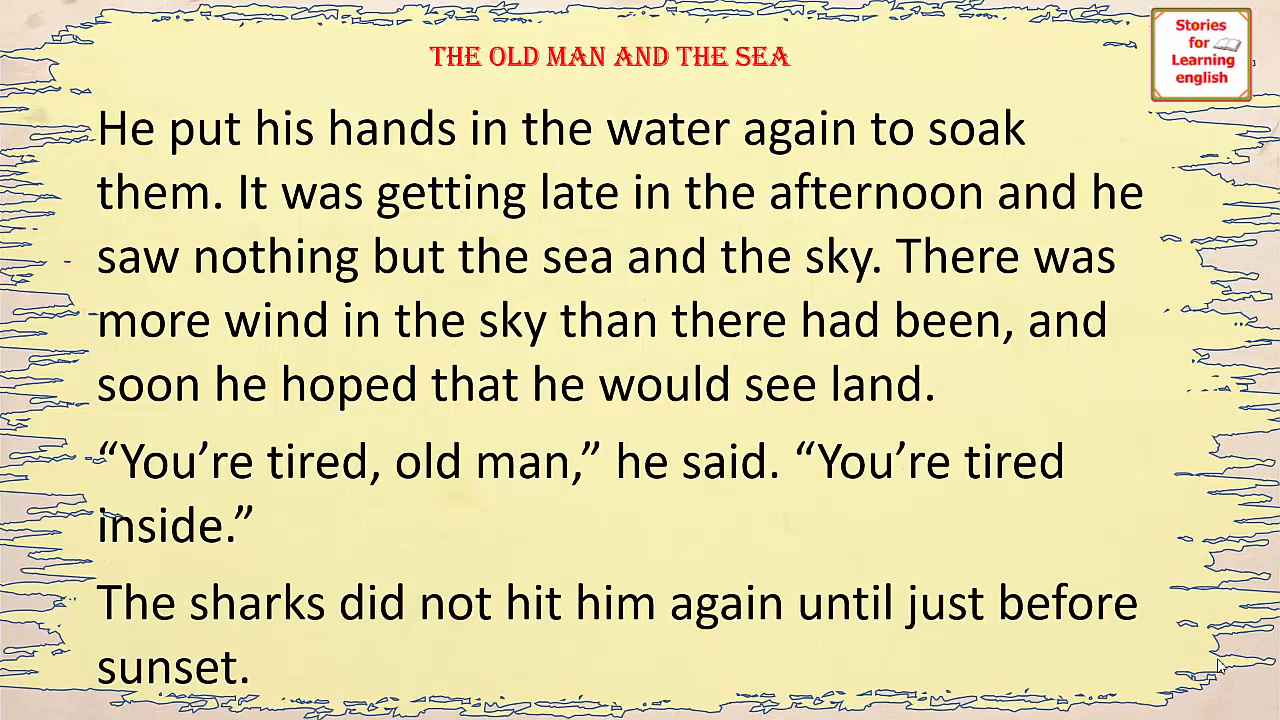 THE OLD MAN AND THE SEA
Stories
for
Learning
english
He put his hands in the water again to soak
them. It was getting late in the afternoon and he
saw nothing but the sea and the sky. There was
more wind in the sky than there had been, and
soon he hoped that he would see land.
“You’re tired, old man,” he said. “You’re tired
inside.”
The sharks did not hit him again until just before
sunset.